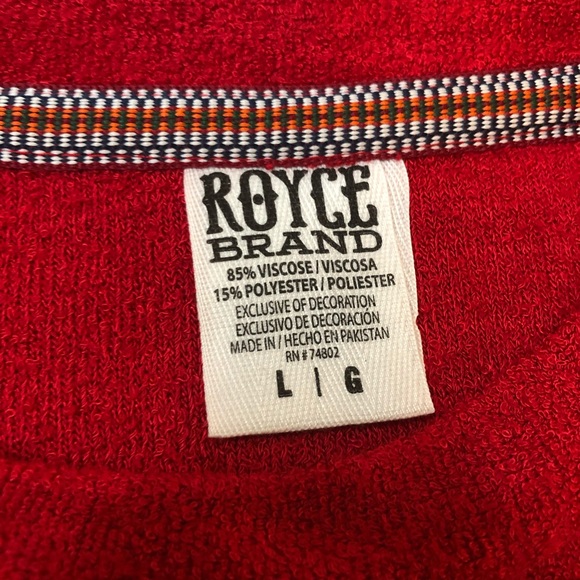 ROYCE
BRAND
85% VISCOSE / VISCOSA
15% POLYESTER / POLIESTER
EXCLUSIVE OF DECORATION
EXCLUSIVO DE DECORACIÓN
MADE IN / HECHO EN PAKISTAN
RN # 74802
L | G